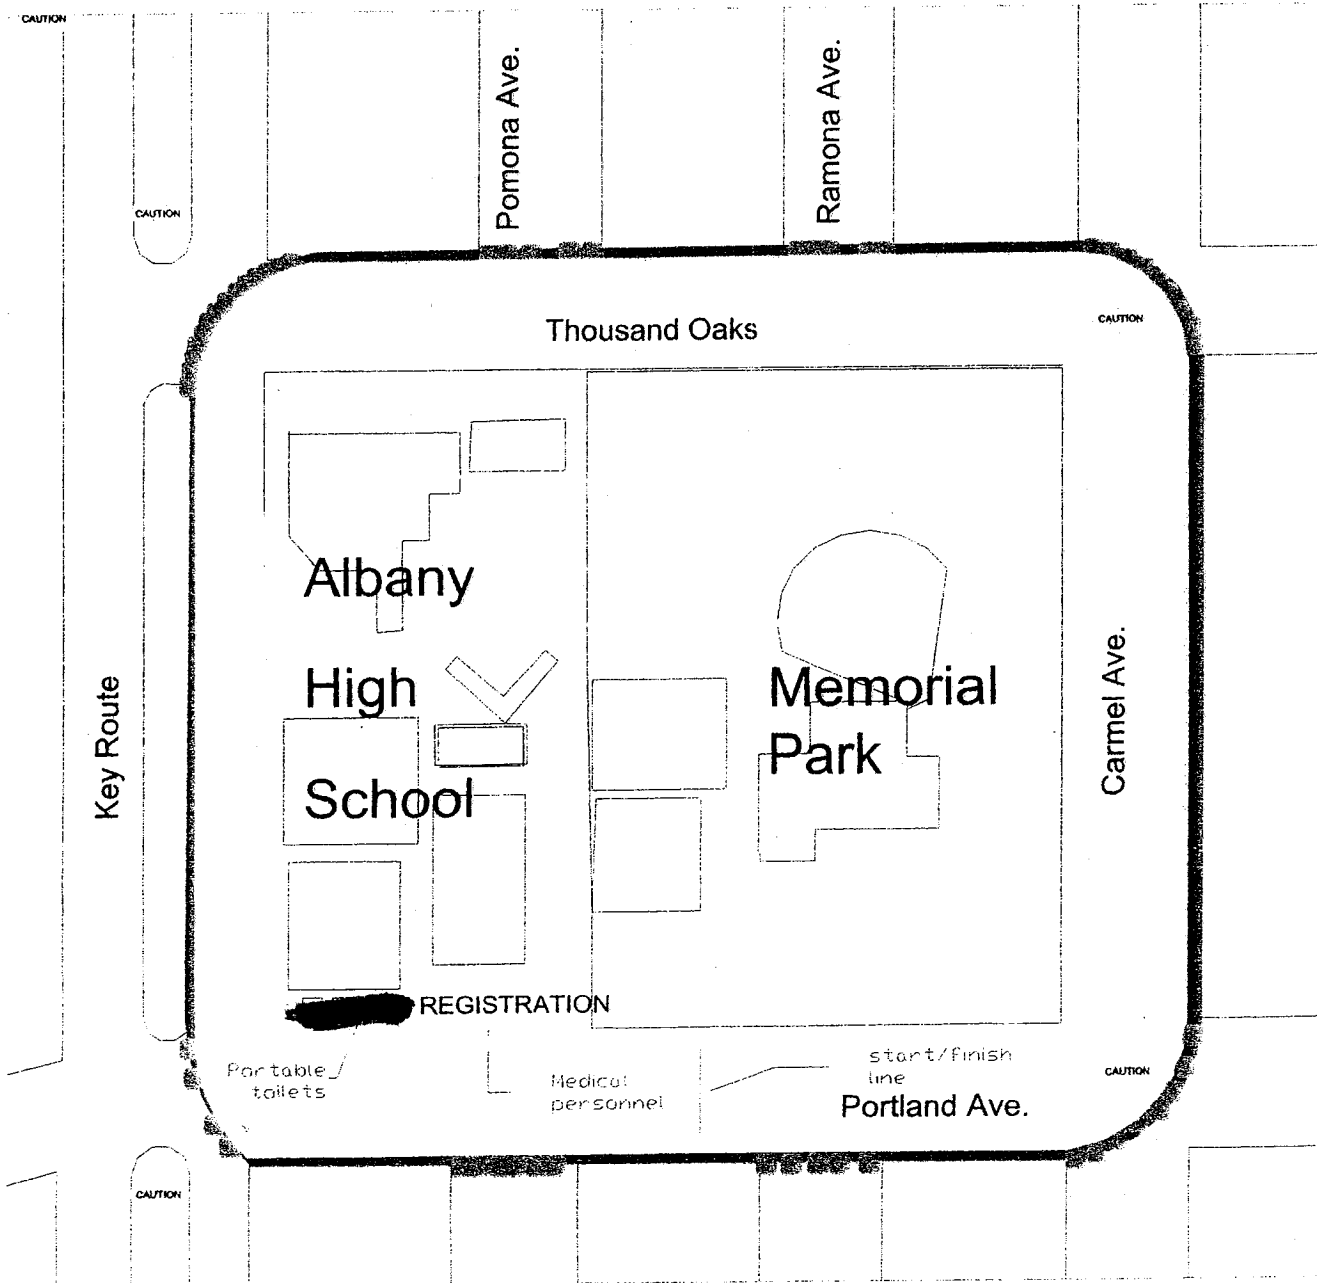 CAUTION
Pomona Ave.
Ramona Ave.
CAUTION
Thousand Oaks
CAUTION
Albany
High
School
Memorial
Park
Key Route
Carmel Ave.
REGISTRATION
Portable
toilets
Medical
personnel
start/finish
line
CAUTION
Portland Ave.
CAUTION